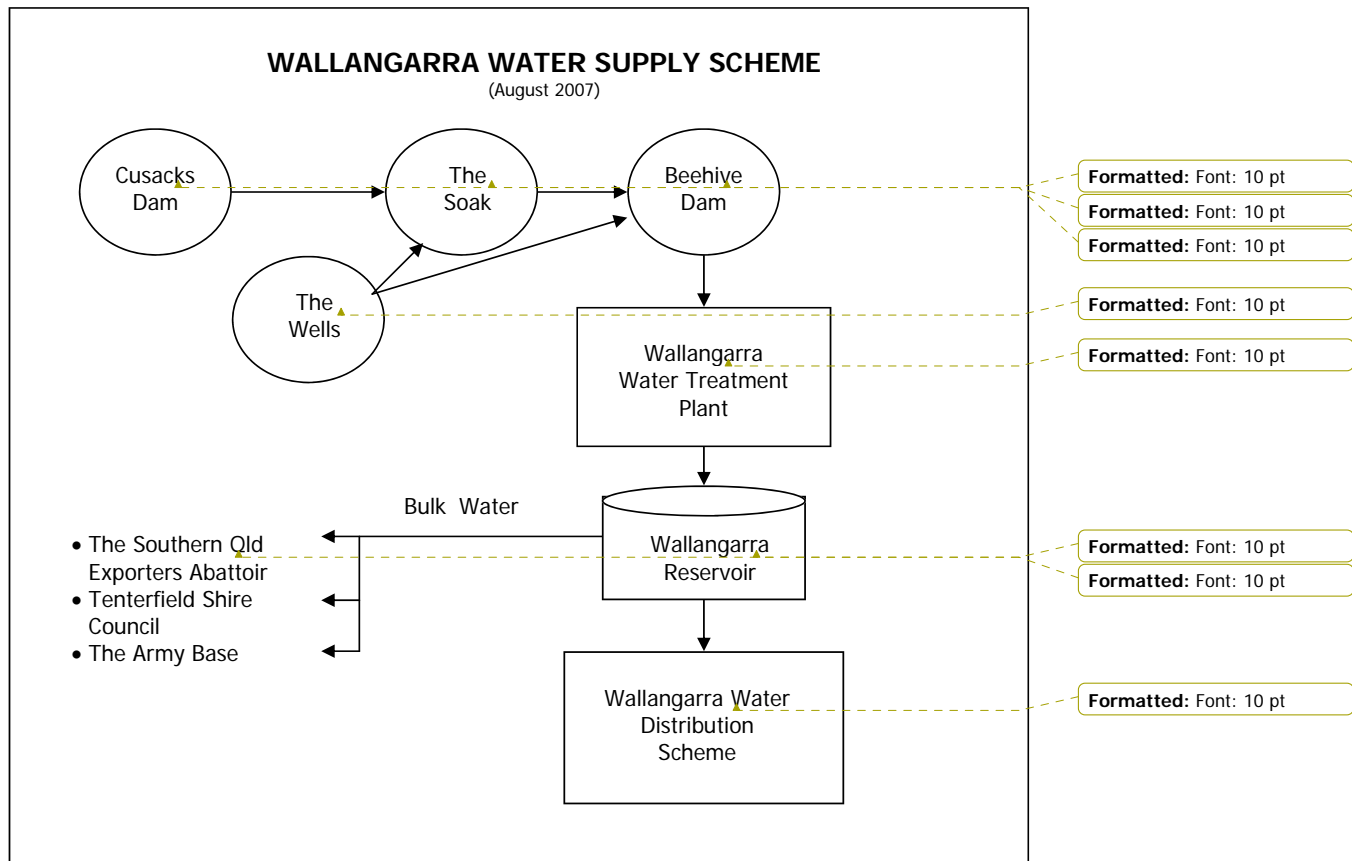 WALLANGARRA WATER SUPPLY SCHEME
(August 2007)
Cusacks
Dam
The
Soak
Beehive
Dam
The
Wells
Wallangarra
Water Treatment
Plant
Bulk Water
• The Southern Qld
Exporters Abattoir
• Tenterfield Shire
Council
• The Army Base
Wallangarra
Reservoir
Wallangarra Water
Distribution
Scheme
Formatted: Font: 10 pt
Formatted: Font: 10 pt
Formatted: Font: 10 pt
Formatted: Font: 10 pt
Formatted: Font: 10 pt
Formatted: Font: 10 pt
Formatted: Font: 10 pt
Formatted: Font: 10 pt